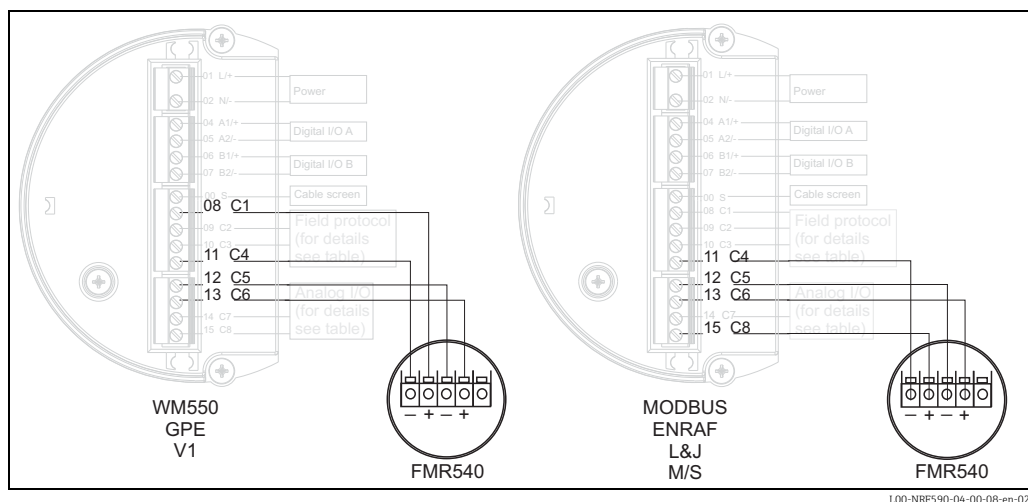 01 L/+
02 N/-
Power
04 A1/+
05 A2/-
Digital I/O A
06 B1/+
07 B2/-
Digital I/O B
00 S
Cable screen
08 C1
09 C2
10 C3
11 C4
Field protocol
(for details
see table)
12 C5
13 C6
14 C7
15 C8
Analog I/O
(for details
see table)
WM550
GPE
V1
– + – +
FMR540
01 L/+
02 N/-
Power
04 A1/+
05 A2/-
Digital I/O A
06 B1/+
07 B2/-
Digital I/O B
00 S
Cable screen
08 C1
09 C2
10 C3
11 C4
Field protocol
(for details
see table)
12 C5
13 C6
14 C7
15 C8
Analog I/O
(for details
see table)
MODBUS
ENRAF
L&J
M/S
– + – +
FMR540
L00-NRF590-04-00-08-en-02